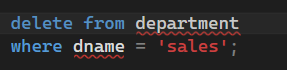 delete from department
where dname = 'sales';